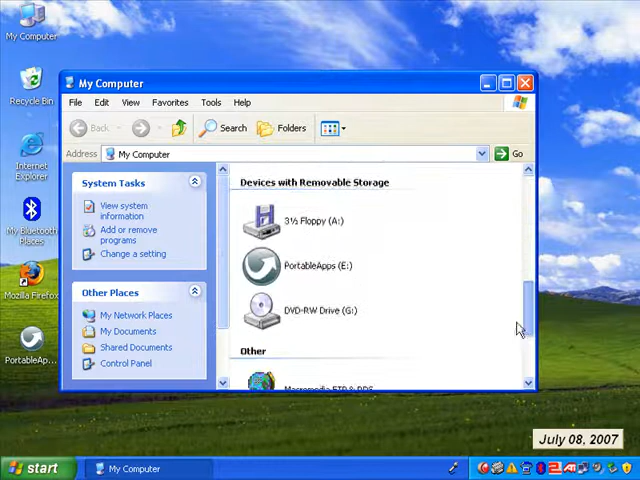 My Computer
Recycle Bin
Internet
Explorer
My Bluetooth
Places
Mozilla Firefox
PortableAp...
My Computer
File Edit View Favorites Tools Help
Back Search Folders
Address My Computer Go
System Tasks
View system
information
Add or remove
programs
Change a setting
Other Places
My Network Places
My Documents
Shared Documents
Control Panel
Devices with Removable Storage
3½ Floppy (A:)
PortableApps (E:)
DVD-RW Drive (G:)
Other
July 08, 2007
start My Computer